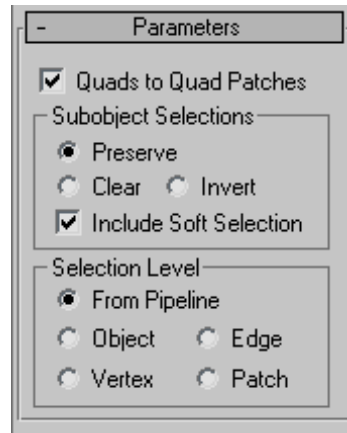 - Parameters
Quads to Quad Patches
Subobject Selections
Preserve
Clear Invert
Include Soft Selection
Selection Level
From Pipeline
Object Edge
Vertex Patch